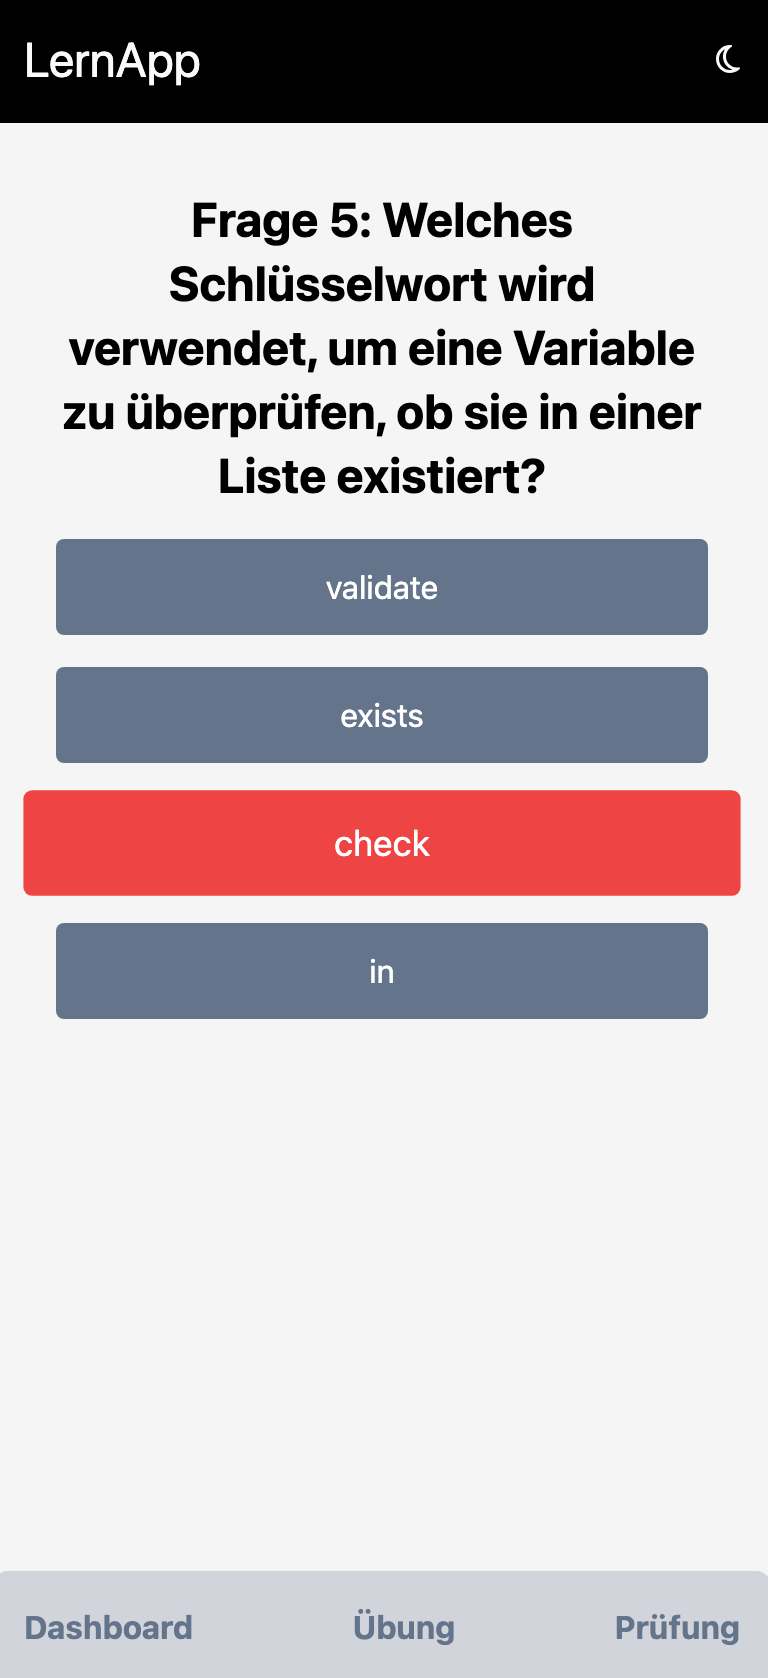 LernApp
Frage 5: Welches
Schlüsselwort wird
verwendet, um eine Variable
zu überprüfen, ob sie in einer
Liste existiert?
validate
exists
check
in
Dashboard Übung Prüfung